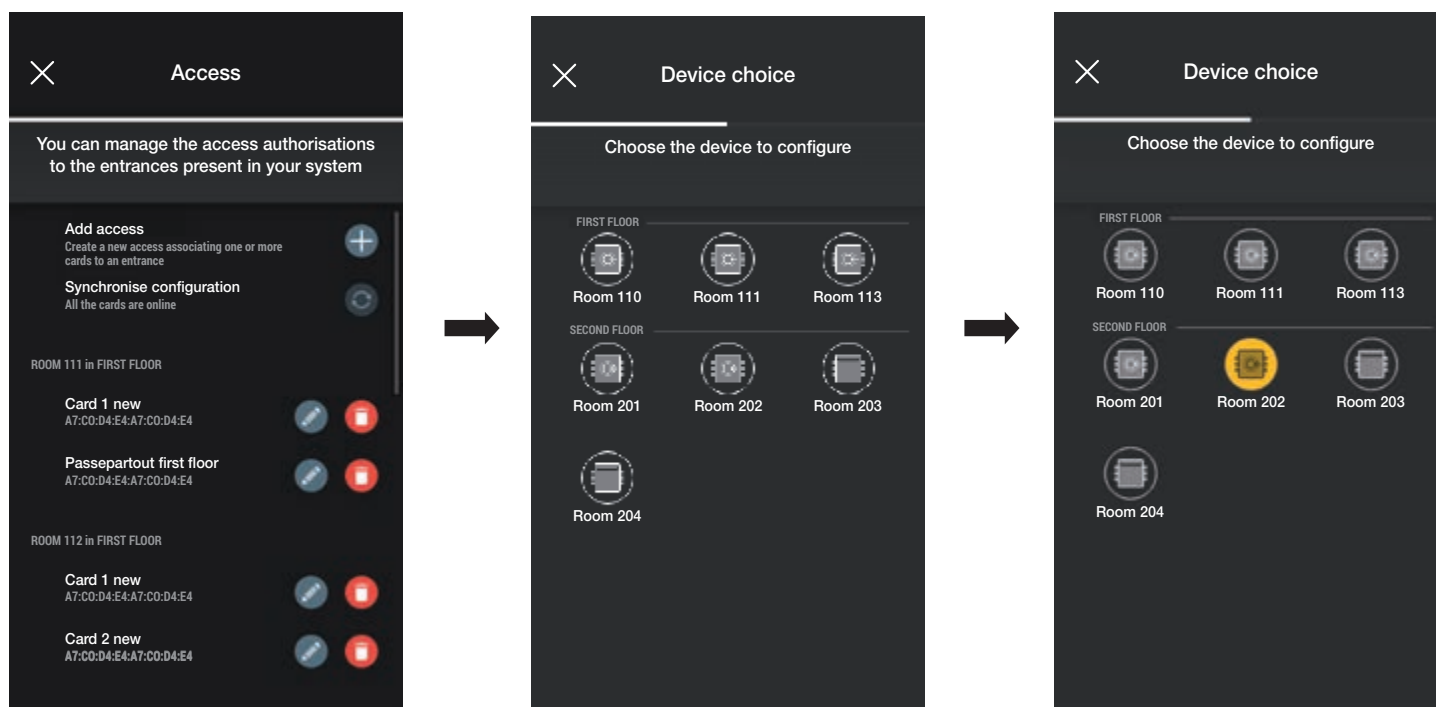 Access
You can manage the access authorisations
to the entrances present in your system
Add access
Create a new access associating one or more
cards to an entrance
Synchronise configuration
All the cards are online
ROOM 111 in FIRST FLOOR
Card 1 new
A7:C0:D4:E4:A7:C0:D4:E4
Passepartout first floor
A7:C0:D4:E4:A7:C0:D4:E4
ROOM 112 in FIRST FLOOR
Card 1 new
A7:C0:D4:E4:A7:C0:D4:E4
Card 2 new
A7:C0:D4:E4:A7:C0:D4:E4
Device choice
Choose the device to configure
FIRST FLOOR
Room 110 Room 111 Room 113
SECOND FLOOR
Room 201 Room 202 Room 203
Room 204
Device choice
Choose the device to configure
FIRST FLOOR
Room 110 Room 111 Room 113
SECOND FLOOR
Room 201 Room 202 Room 203
Room 204